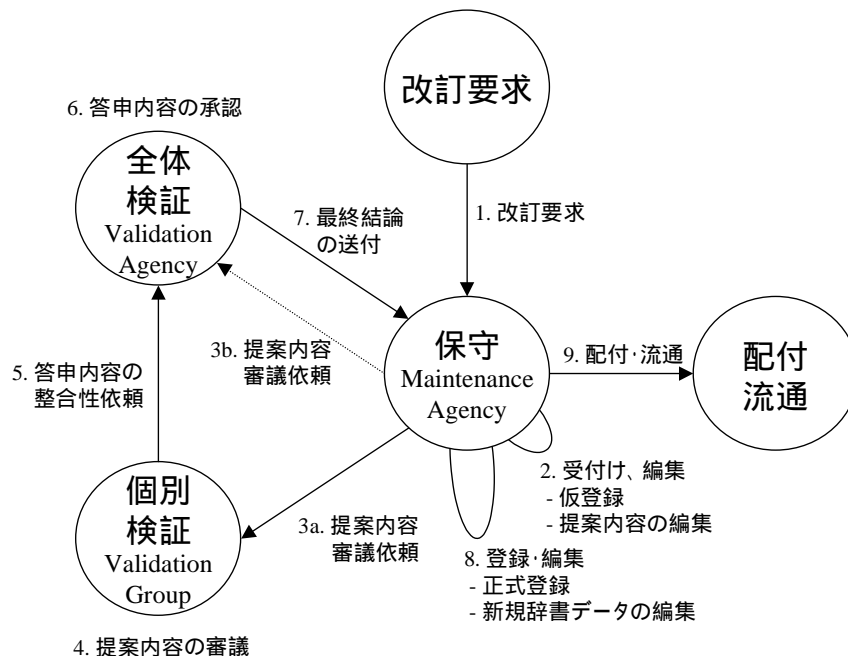 改訂要求
6. 答申内容の承認
全体
検証
Validation
Agency
7. 最終結論
の送付
1. 改訂要求
3b. 提案内容
審議依頼
保守
Maintenance
Agency
9. 配付･流通
配付
流通
5. 答申内容の
整合性依頼
個別
検証
Validation
Group
3a. 提案内容
審議依頼
2. 受付け、編集
- 仮登録
- 提案内容の編集
8. 登録･編集
- 正式登録
- 新規辞書データの編集
4. 提案内容の審議